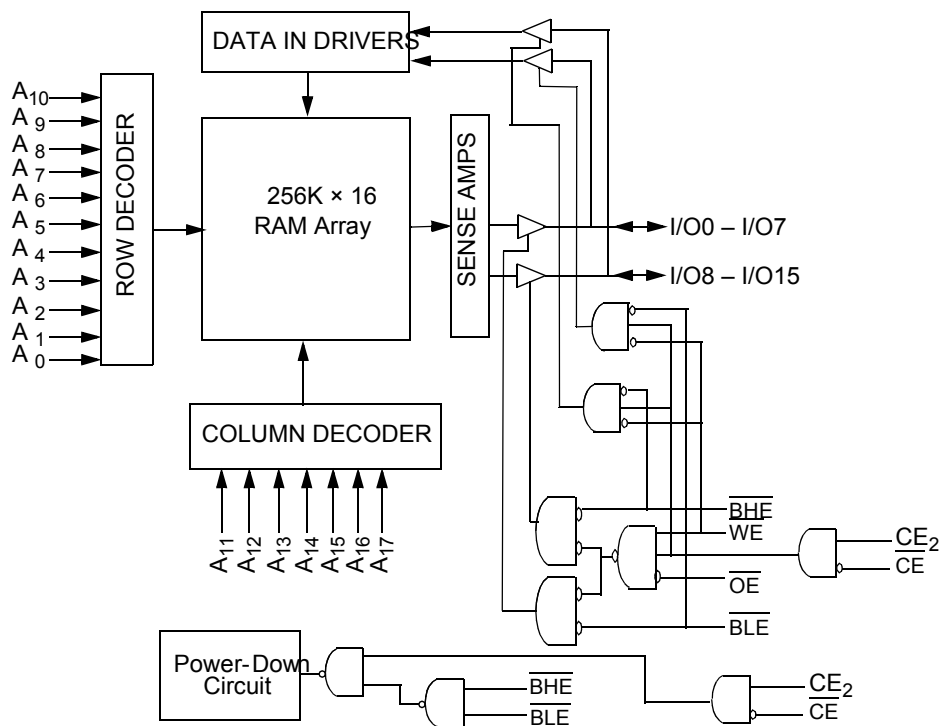 DATA IN DRIVERS
A10
A9
A8
A7
A6
A5
A4
A3
A2
A1
A0
ROW DECODER
256K × 16
RAM Array
SENSE AMPS
I/O0 – I/O7
I/O8 – I/O15
COLUMN DECODER
A11
A12
A13
A14
A15
A16
A17
BHE
WE
OE
BLE
CE2
CE
Power-Down
Circuit
BHE
BLE
CE2
CE